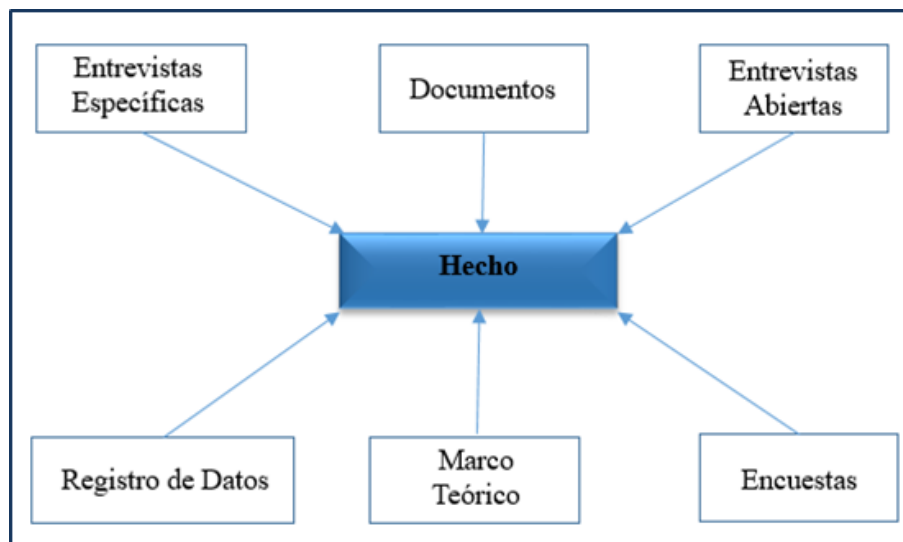 Entrevistas
Específicas
Documentos
Entrevistas
Abiertas
Hecho
Registro de Datos
Marco
Teórico
Encuestas